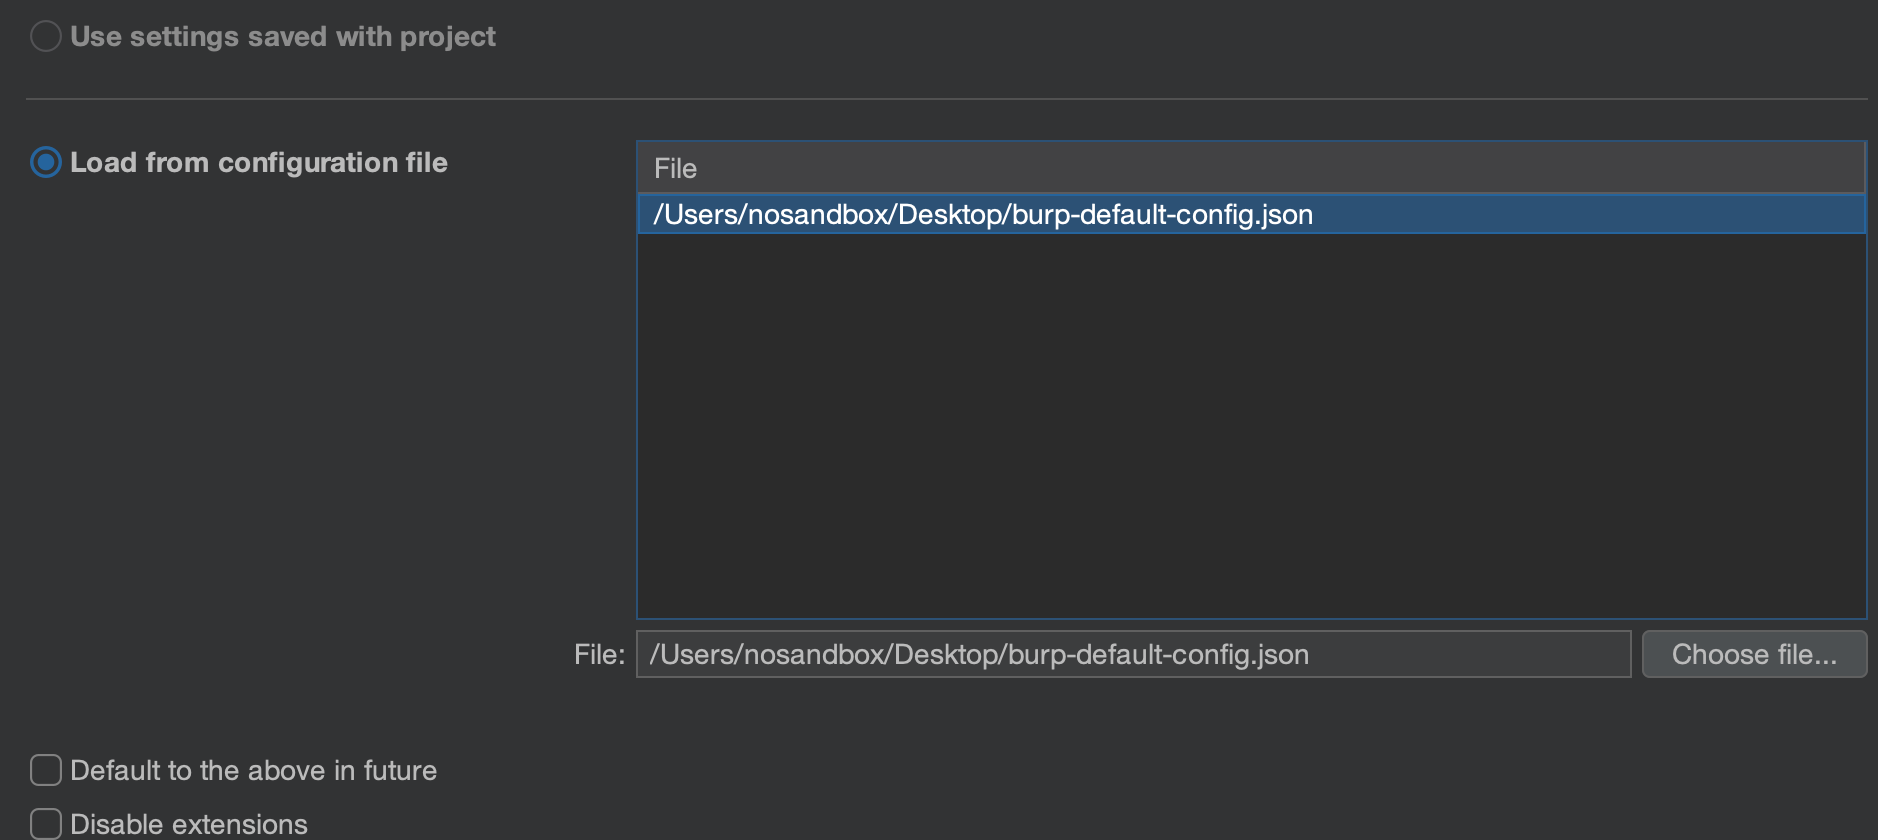 Use settings saved with project
Load from configuration file
File
/Users/nosandbox/Desktop/burp-default-config.json
File: /Users/nosandbox/Desktop/burp-default-config.json Choose file...
Default to the above in future
Disable extensions